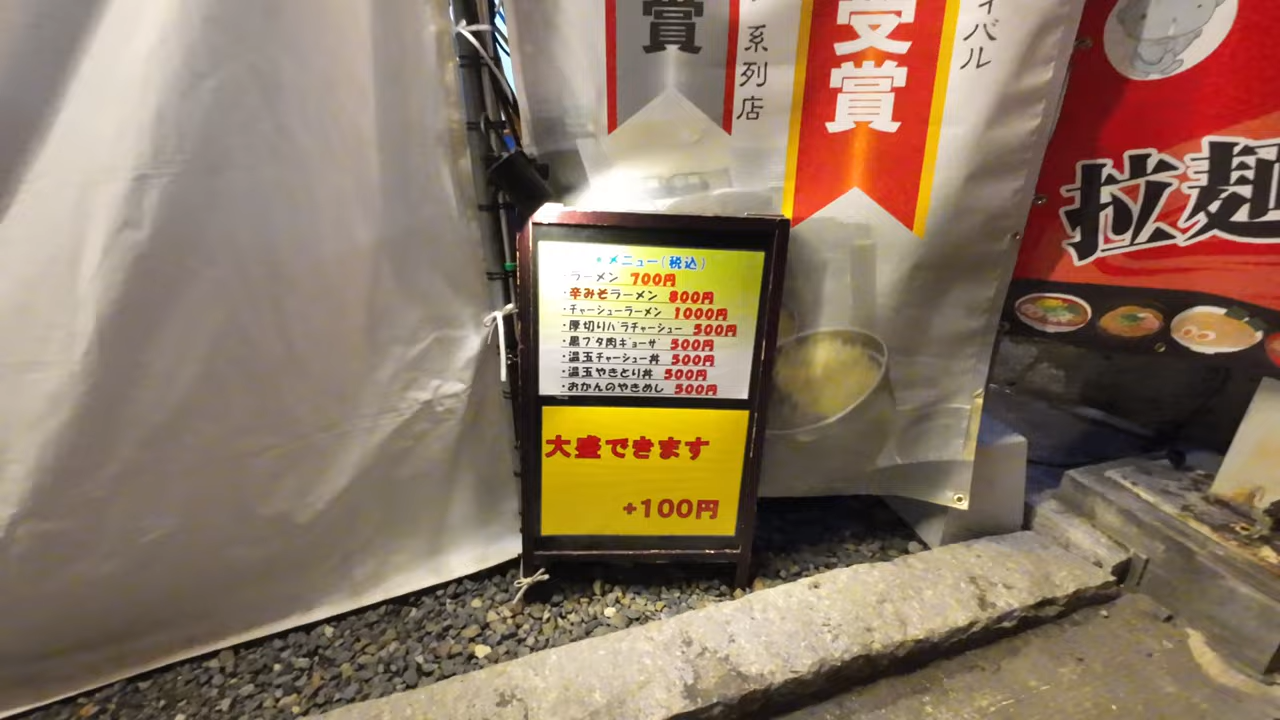 賞
系列店
受賞
ィバル
拉麺
★メニュー(税込)
・ラーメン 700円
・辛みそラーメン 800円
・チャーシューラーメン 1000円
・厚切りバラチャーシュー 500円
・黒ブタ肉ギョーザ 500円
・温玉チャーシュー丼 500円
・温玉やきとり丼 500円
・おかんのやきめし 500円
大盛できます
+100円